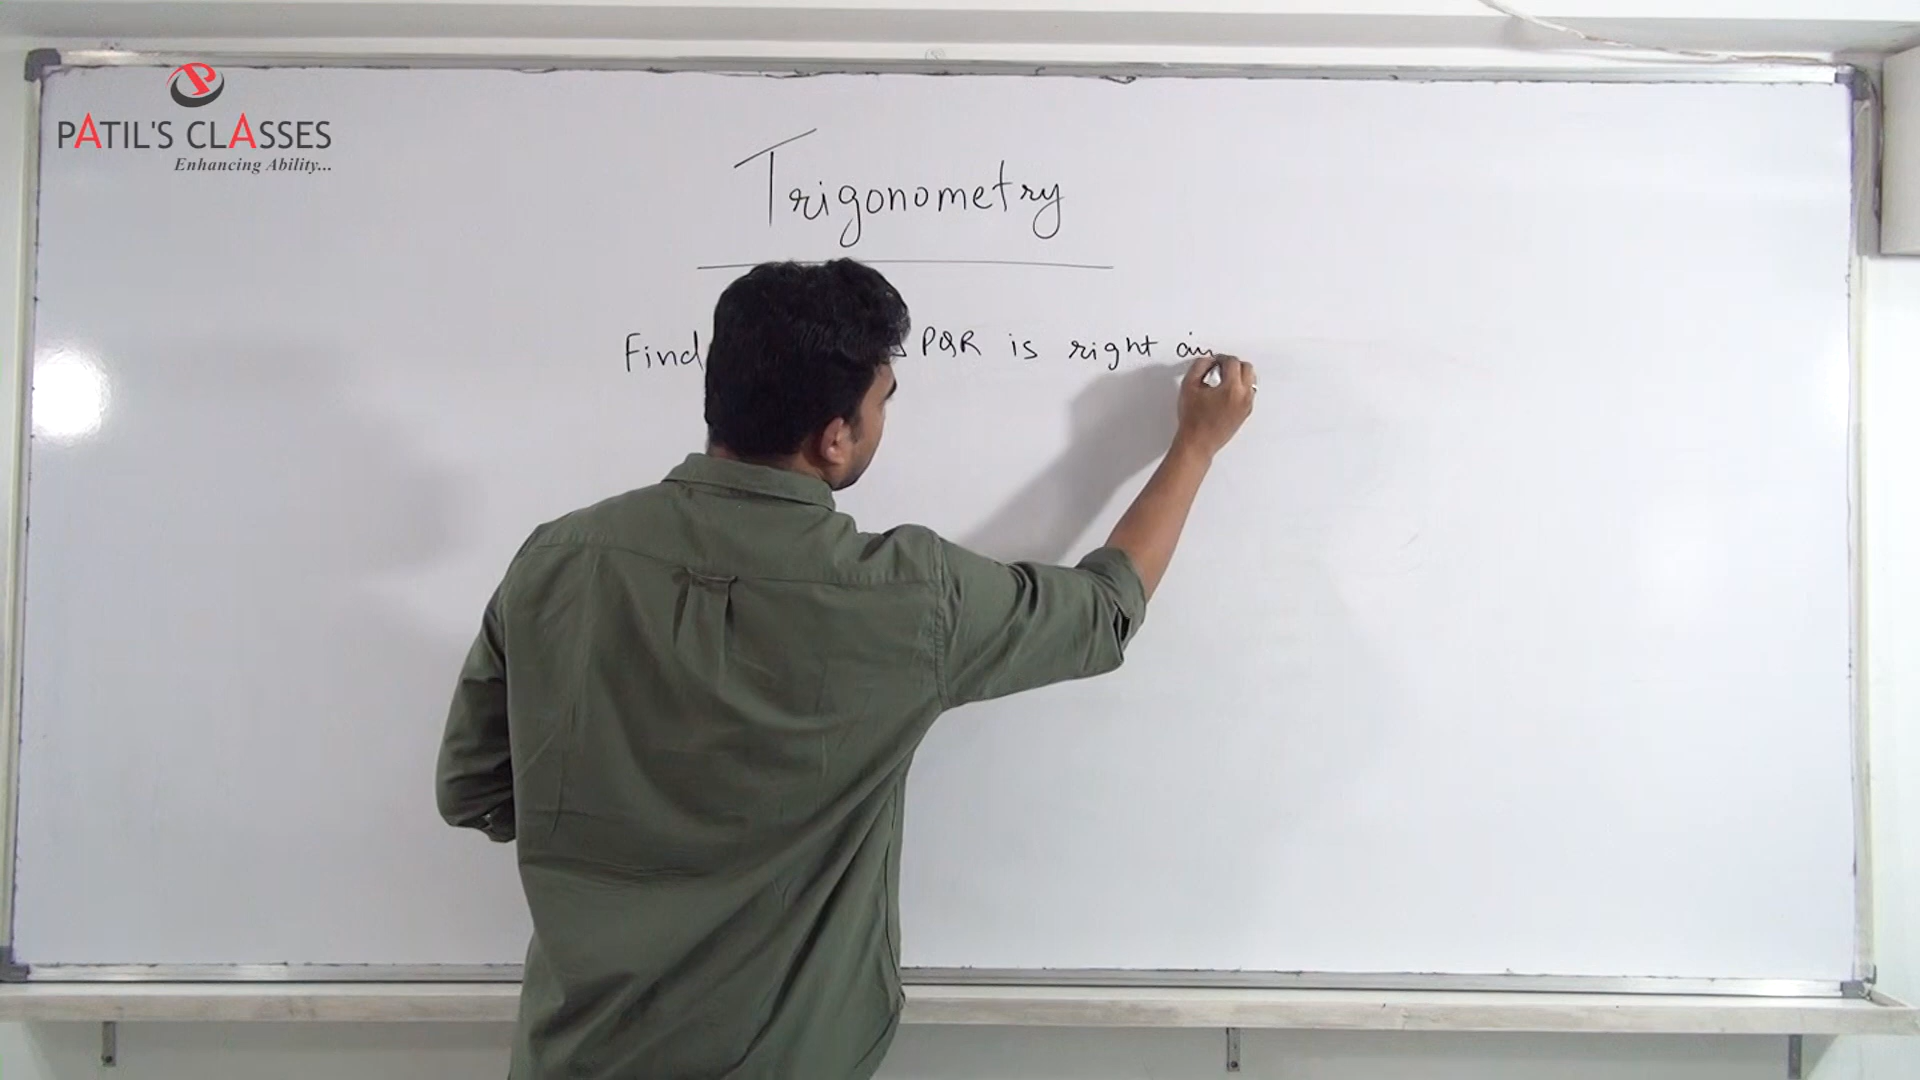 PATIL'S CLASSES
Enhancing Ability...
Trigonometry
Find PQR is right